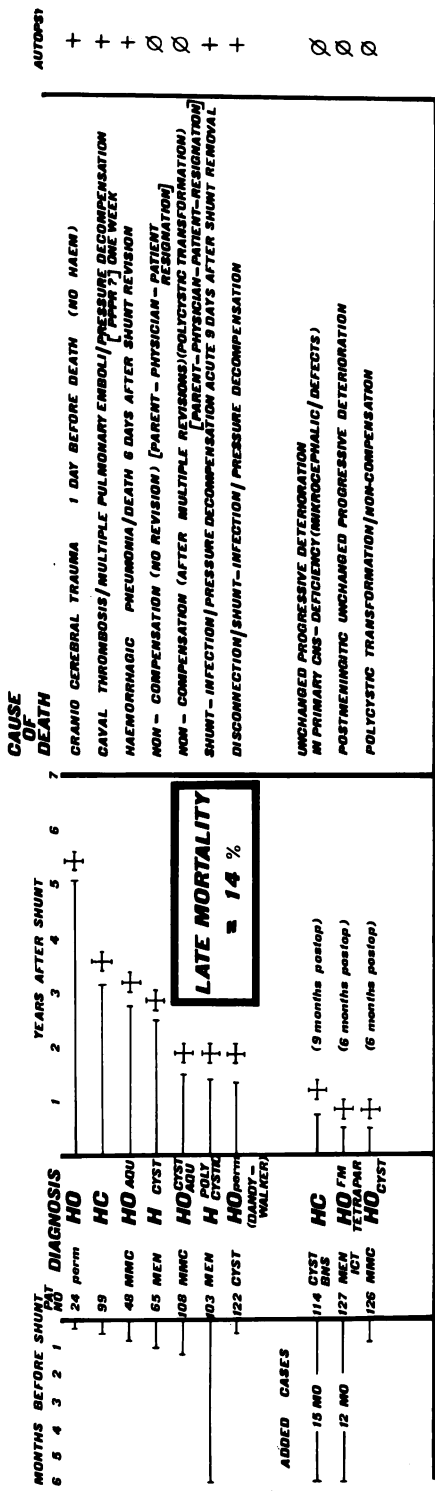 CAUSE OF DEATH
AUTOPSY
MONTHS BEFORE SHUNT
PAT NO
DIAGNOSIS
YEARS AFTER SHUNT
6 5 4 3 2 1
1 2 3 4 5 6 7
24 perm HO
CRANIO CEREBRAL TRAUMA 1 DAY BEFORE DEATH (NO HAEM)
+
99 HC
CAVAL THROMBOSIS/MULTIPLE PULMONARY EMBOLI/PRESSURE DECOMPENSATION
[PPPR ?] ONE WEEK
+
48 MMC HO AQU
HAEMORRHAGIC PNEUMONIA/DEATH 6 DAYS AFTER SHUNT REVISION
+
65 MEN H CYST
NON-COMPENSATION (NO REVISION) [PARENT-PHYSICIAN-PATIENT
RESIGNATION]
Ø
108 MMC HO CYST AQU
NON-COMPENSATION (AFTER MULTIPLE REVISIONS)(POLYCYSTIC TRANSFORMATION)
[PARENT-PHYSICIAN-PATIENT-RESIGNATION]
Ø
103 MEN H POLY CYSTIC
SHUNT-INFECTION/PRESSURE DECOMPENSATION ACUTE 9 DAYS AFTER SHUNT REMOVAL
+
122 CYST HO perm
(DANDY-WALKER)
DISCONNECTION/SHUNT-INFECTION/PRESSURE DECOMPENSATION
+
LATE MORTALITY
= 14 %
ADDED CASES
15 MO
114 CYST BNS HC
(9 months postop)
UNCHANGED PROGRESSIVE DETERIORATION
IN PRIMARY CNS-DEFICIENCY(MIKROCEPHALIC/DEFECTS)
Ø
12 MO
127 MEN ICT HO FM TETRAPAR
(6 months postop)
POSTMENINGITIC UNCHANGED PROGRESSIVE DETERIORATION
Ø
126 MMC HO CYST
(6 months postop)
POLYCYSTIC TRANSFORMATION/NON-COMPENSATION
Ø